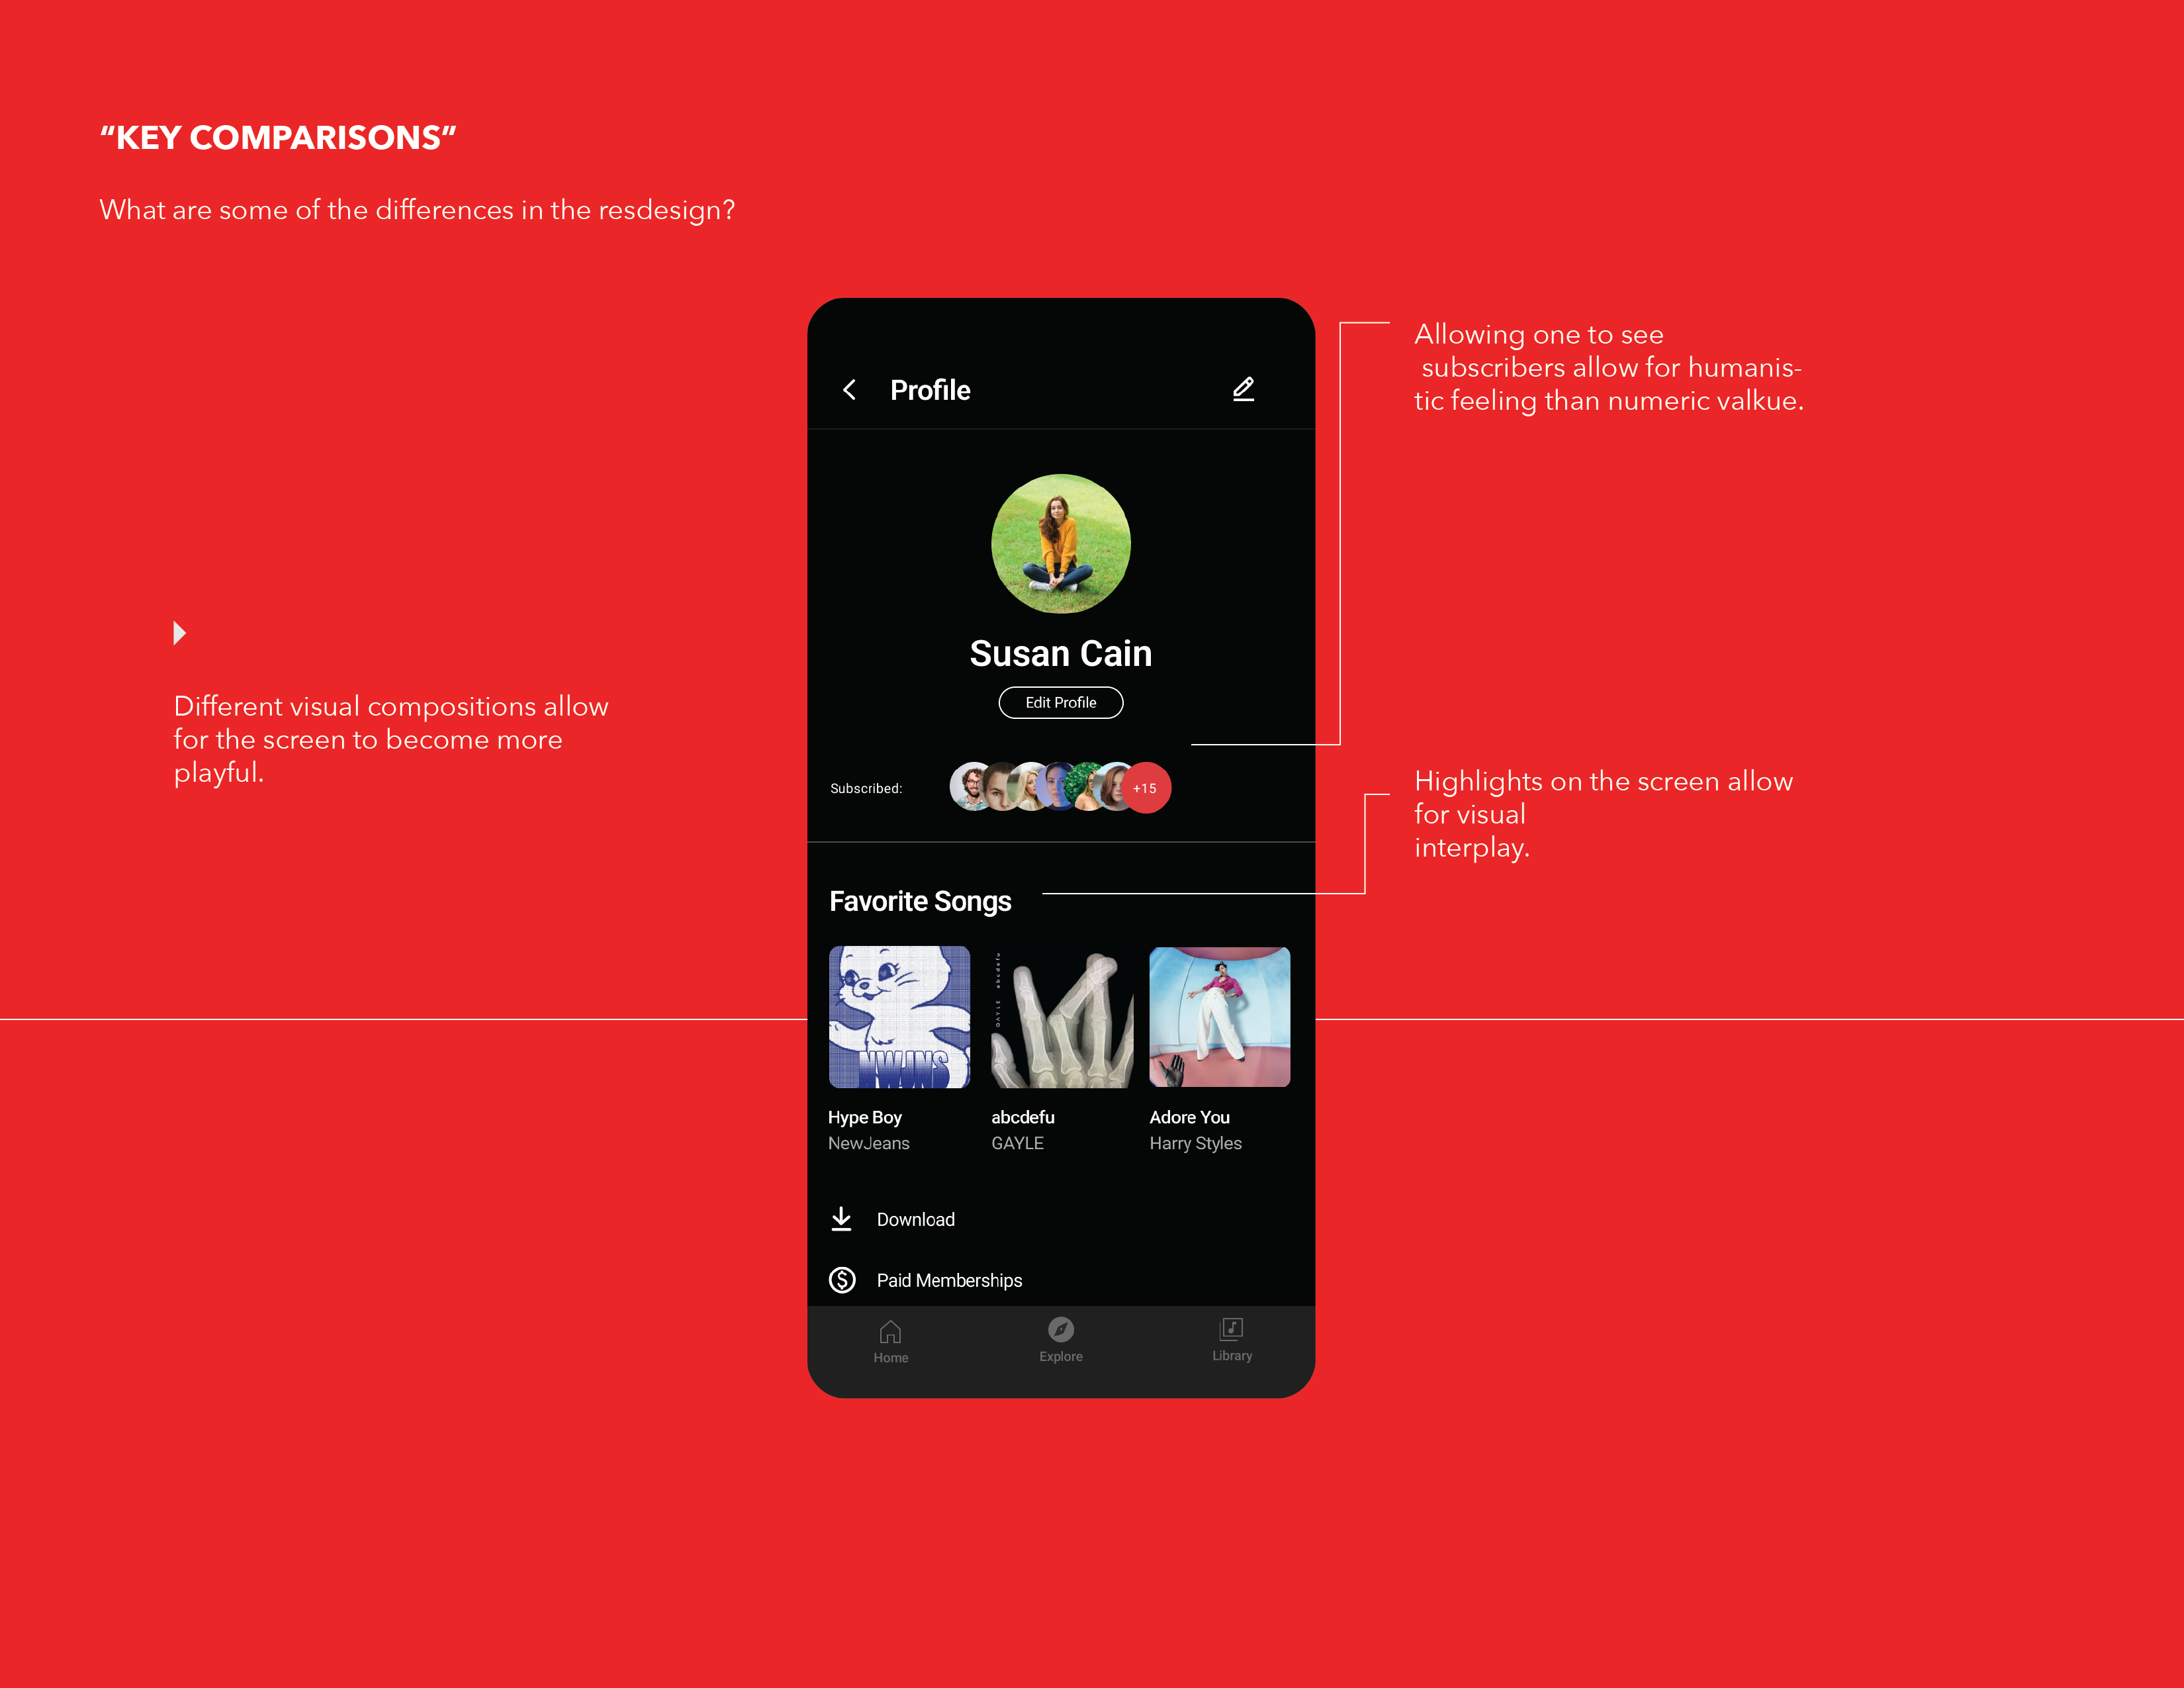 “KEY COMPARISONS”
What are some of the differences in the resdesign?
Different visual compositions allow
for the screen to become more
playful.
Profile
Susan Cain
Edit Profile
Subscribed:
+15
Favorite Songs
NWJNS
GAYLE abcdefu
Hype Boy
NewJeans
abcdefu
GAYLE
Adore You
Harry Styles
Download
Paid Memberships
Home
Explore
Library
Allowing one to see
subscribers allow for humanis-
tic feeling than numeric valkue.
Highlights on the screen allow
for visual
interplay.